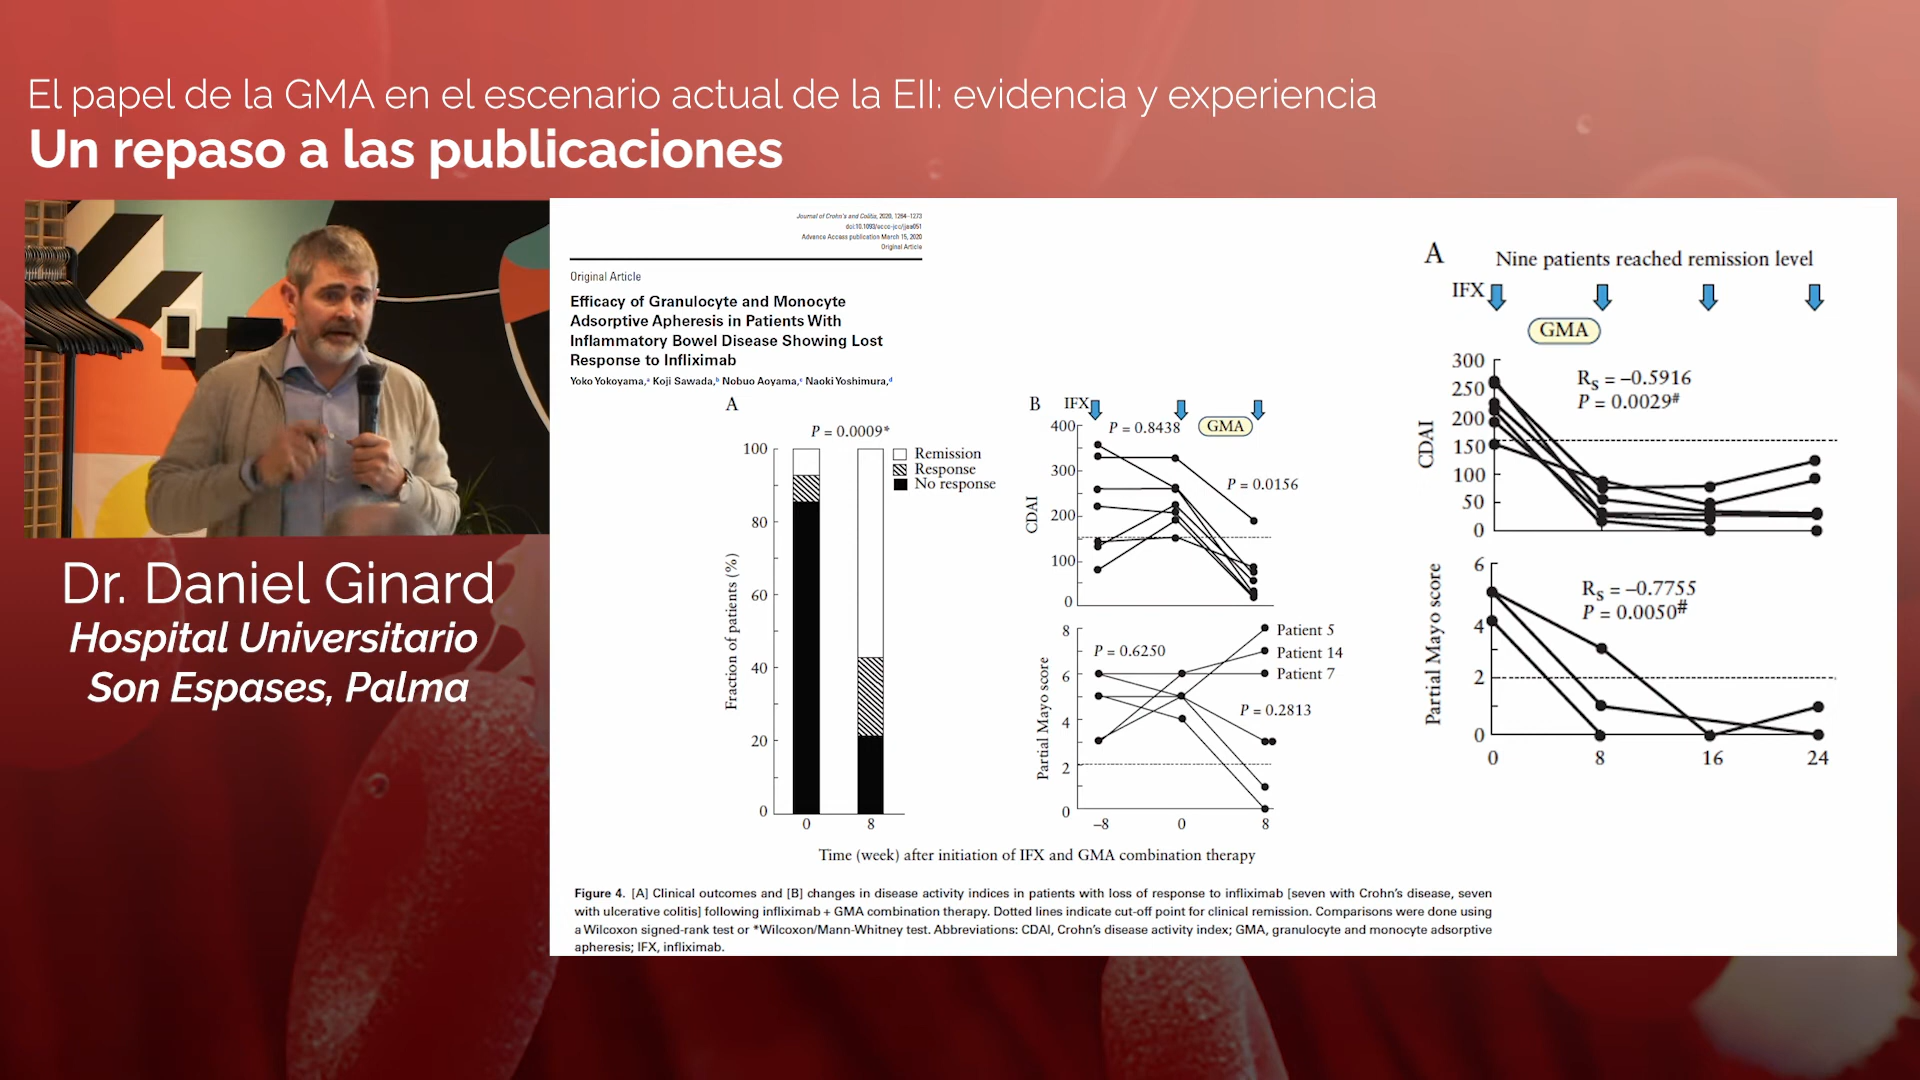 El papel de la GMA en el escenario actual de la EII: evidencia y experiencia
Un repaso a las publicaciones
Dr. Daniel Ginard
Hospital Universitario
Son Espases, Palma
Journal of Crohn's and Colitis, 2020, 1264–1273
doi:10.1093/ecco-jcc/jjaa051
Advance Access publication March 15, 2020
Original Article
Original Article
Efficacy of Granulocyte and Monocyte
Adsorptive Apheresis in Patients With
Inflammatory Bowel Disease Showing Lost
Response to Infliximab
Yoko Yokoyama,a Koji Sawada,b Nobuo Aoyama,c Naoki Yoshimura,d
A
P = 0.0009*
100
80
60
40
20
0
Fraction of patients (%)
Remission
Response
No response
0
8
B
IFX
GMA
400
300
200
100
0
CDAI
P = 0.8438
P = 0.0156
8
6
4
2
0
Partial Mayo score
P = 0.6250
P = 0.2813
Patient 5
Patient 14
Patient 7
–8
0
8
Time (week) after initiation of IFX and GMA combination therapy
Figure 4. [A] Clinical outcomes and [B] changes in disease activity indices in patients with loss of response to infliximab [seven with Crohn's disease, seven
with ulcerative colitis] following infliximab + GMA combination therapy. Dotted lines indicate cut-off point for clinical remission. Comparisons were done using
a Wilcoxon signed-rank test or *Wilcoxon/Mann-Whitney test. Abbreviations: CDAI, Crohn's disease activity index; GMA, granulocyte and monocyte adsorptive
apheresis; IFX, infliximab.
A
Nine patients reached remission level
IFX
GMA
300
250
200
150
100
50
0
CDAI
Rs = –0.5916
P = 0.0029#
6
4
2
0
Partial Mayo score
Rs = –0.7755
P = 0.0050#
0
8
16
24